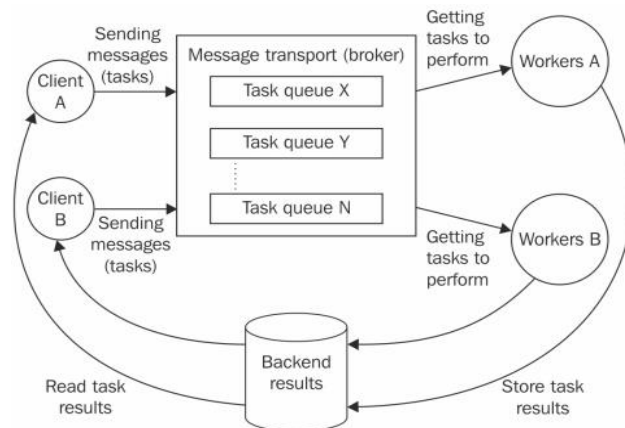 Sending
messages
(tasks)
Client
A
Message transport (broker)
Task queue X
Task queue Y
Task queue N
Getting
tasks to
perform
Workers A
Client
B
Sending
messages
(tasks)
Getting
tasks to
perform
Workers B
Backend
results
Read task
results
Store task
results